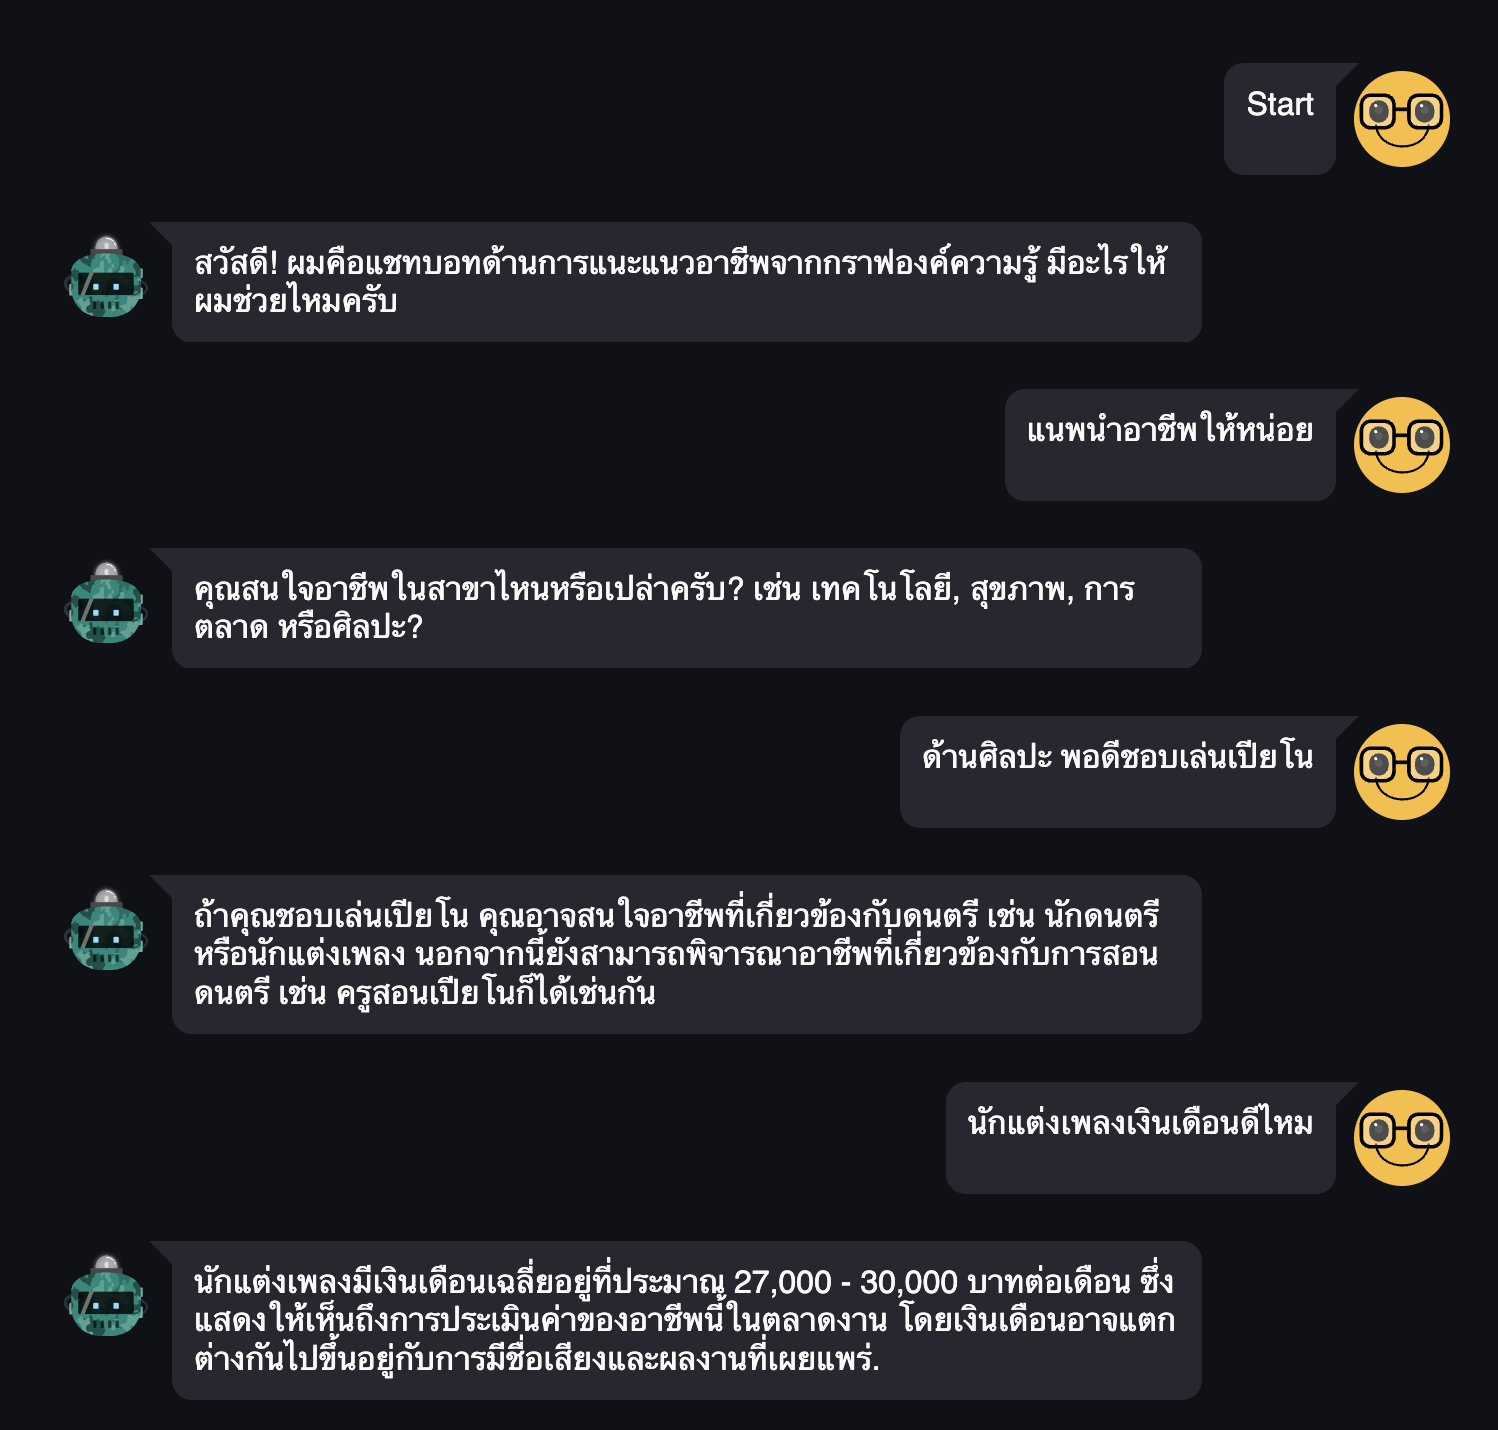 Start
สวัสดี! ผมคือแชทบอทด้านการแนะแนวอาชีพจากกราฟองค์ความรู้ มีอะไรให้
ผมช่วยไหมครับ
แนพนำอาชีพให้หน่อย
คุณสนใจอาชีพในสาขาไหนหรือเปล่าครับ? เช่น เทคโนโลยี, สุขภาพ, การ
ตลาด หรือศิลปะ?
ด้านศิลปะ พอดีชอบเล่นเปียโน
ถ้าคุณชอบเล่นเปียโน คุณอาจสนใจอาชีพที่เกี่ยวข้องกับดนตรี เช่น นักดนตรี
หรือนักแต่งเพลง นอกจากนี้ยังสามารถพิจารณาอาชีพที่เกี่ยวข้องกับการสอน
ดนตรี เช่น ครูสอนเปียโนก็ได้เช่นกัน
นักแต่งเพลงเงินเดือนดีไหม
นักแต่งเพลงมีเงินเดือนเฉลี่ยอยู่ที่ประมาณ 27,000 - 30,000 บาทต่อเดือน ซึ่ง
แสดงให้เห็นถึงการประเมินค่าของอาชีพนี้ในตลาดงาน โดยเงินเดือนอาจแตก
ต่างกันไปขึ้นอยู่กับการมีชื่อเสียงและผลงานที่เผยแพร่.